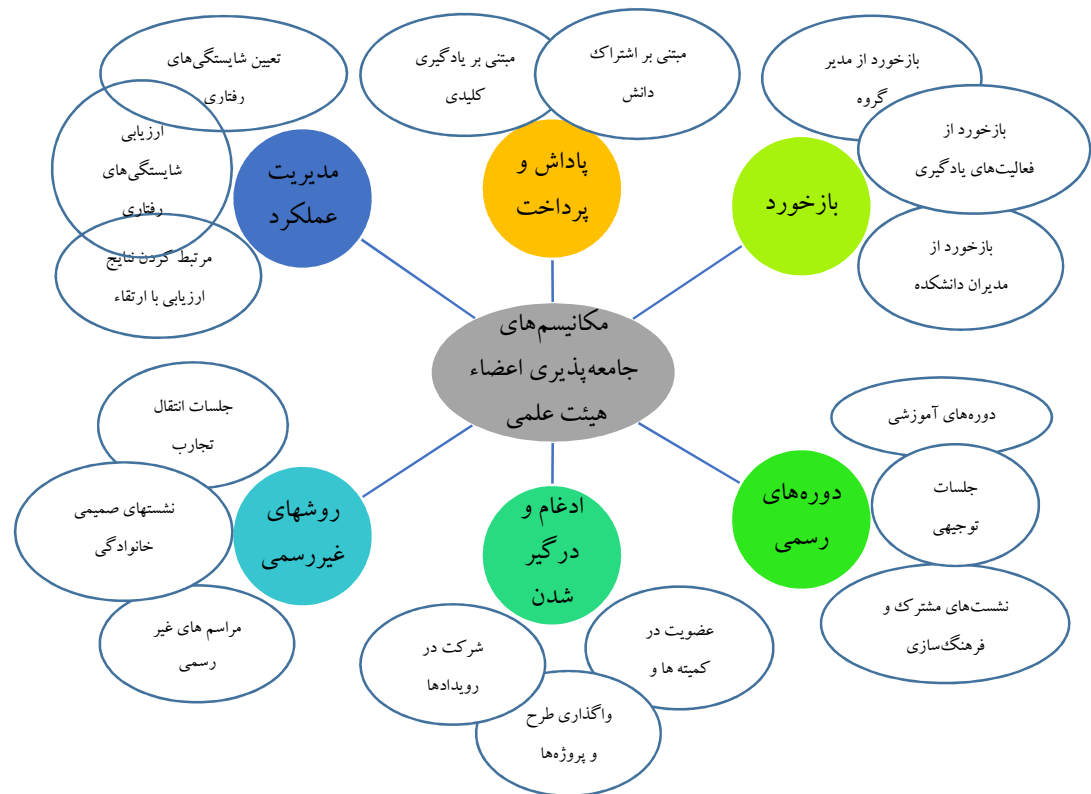 مبتنی بر اشتراک
دانش
مبتنی بر یادگیری
کلیدی
پاداش و
پرداخت
بازخورد از مدیر
گروه
بازخورد از
فعالیت‌های یادگیری
بازخورد از
مدیران دانشکده
بازخورد
تعیین شایستگی‌های
رفتاری
ارزیابی
شایستگی‌های
رفتاری
مرتبط کردن نتایج
ارزیابی با ارتقاء
مدیریت
عملکرد
مکانیسم‌های
جامعه‌پذیری اعضاء
هیئت علمی
دوره‌های آموزشی
جلسات
توجیهی
نشست‌های مشترک و
فرهنگ‌سازی
دوره‌های
رسمی
ادغام و
درگیر
شدن
عضویت در
کمیته ها و
واگذاری طرح
و پروژه‌ها
شرکت در
رویدادها
جلسات انتقال
تجارب
نشستهای صمیمی
خانوادگی
مراسم های غیر
رسمی
روشهای
غیررسمی